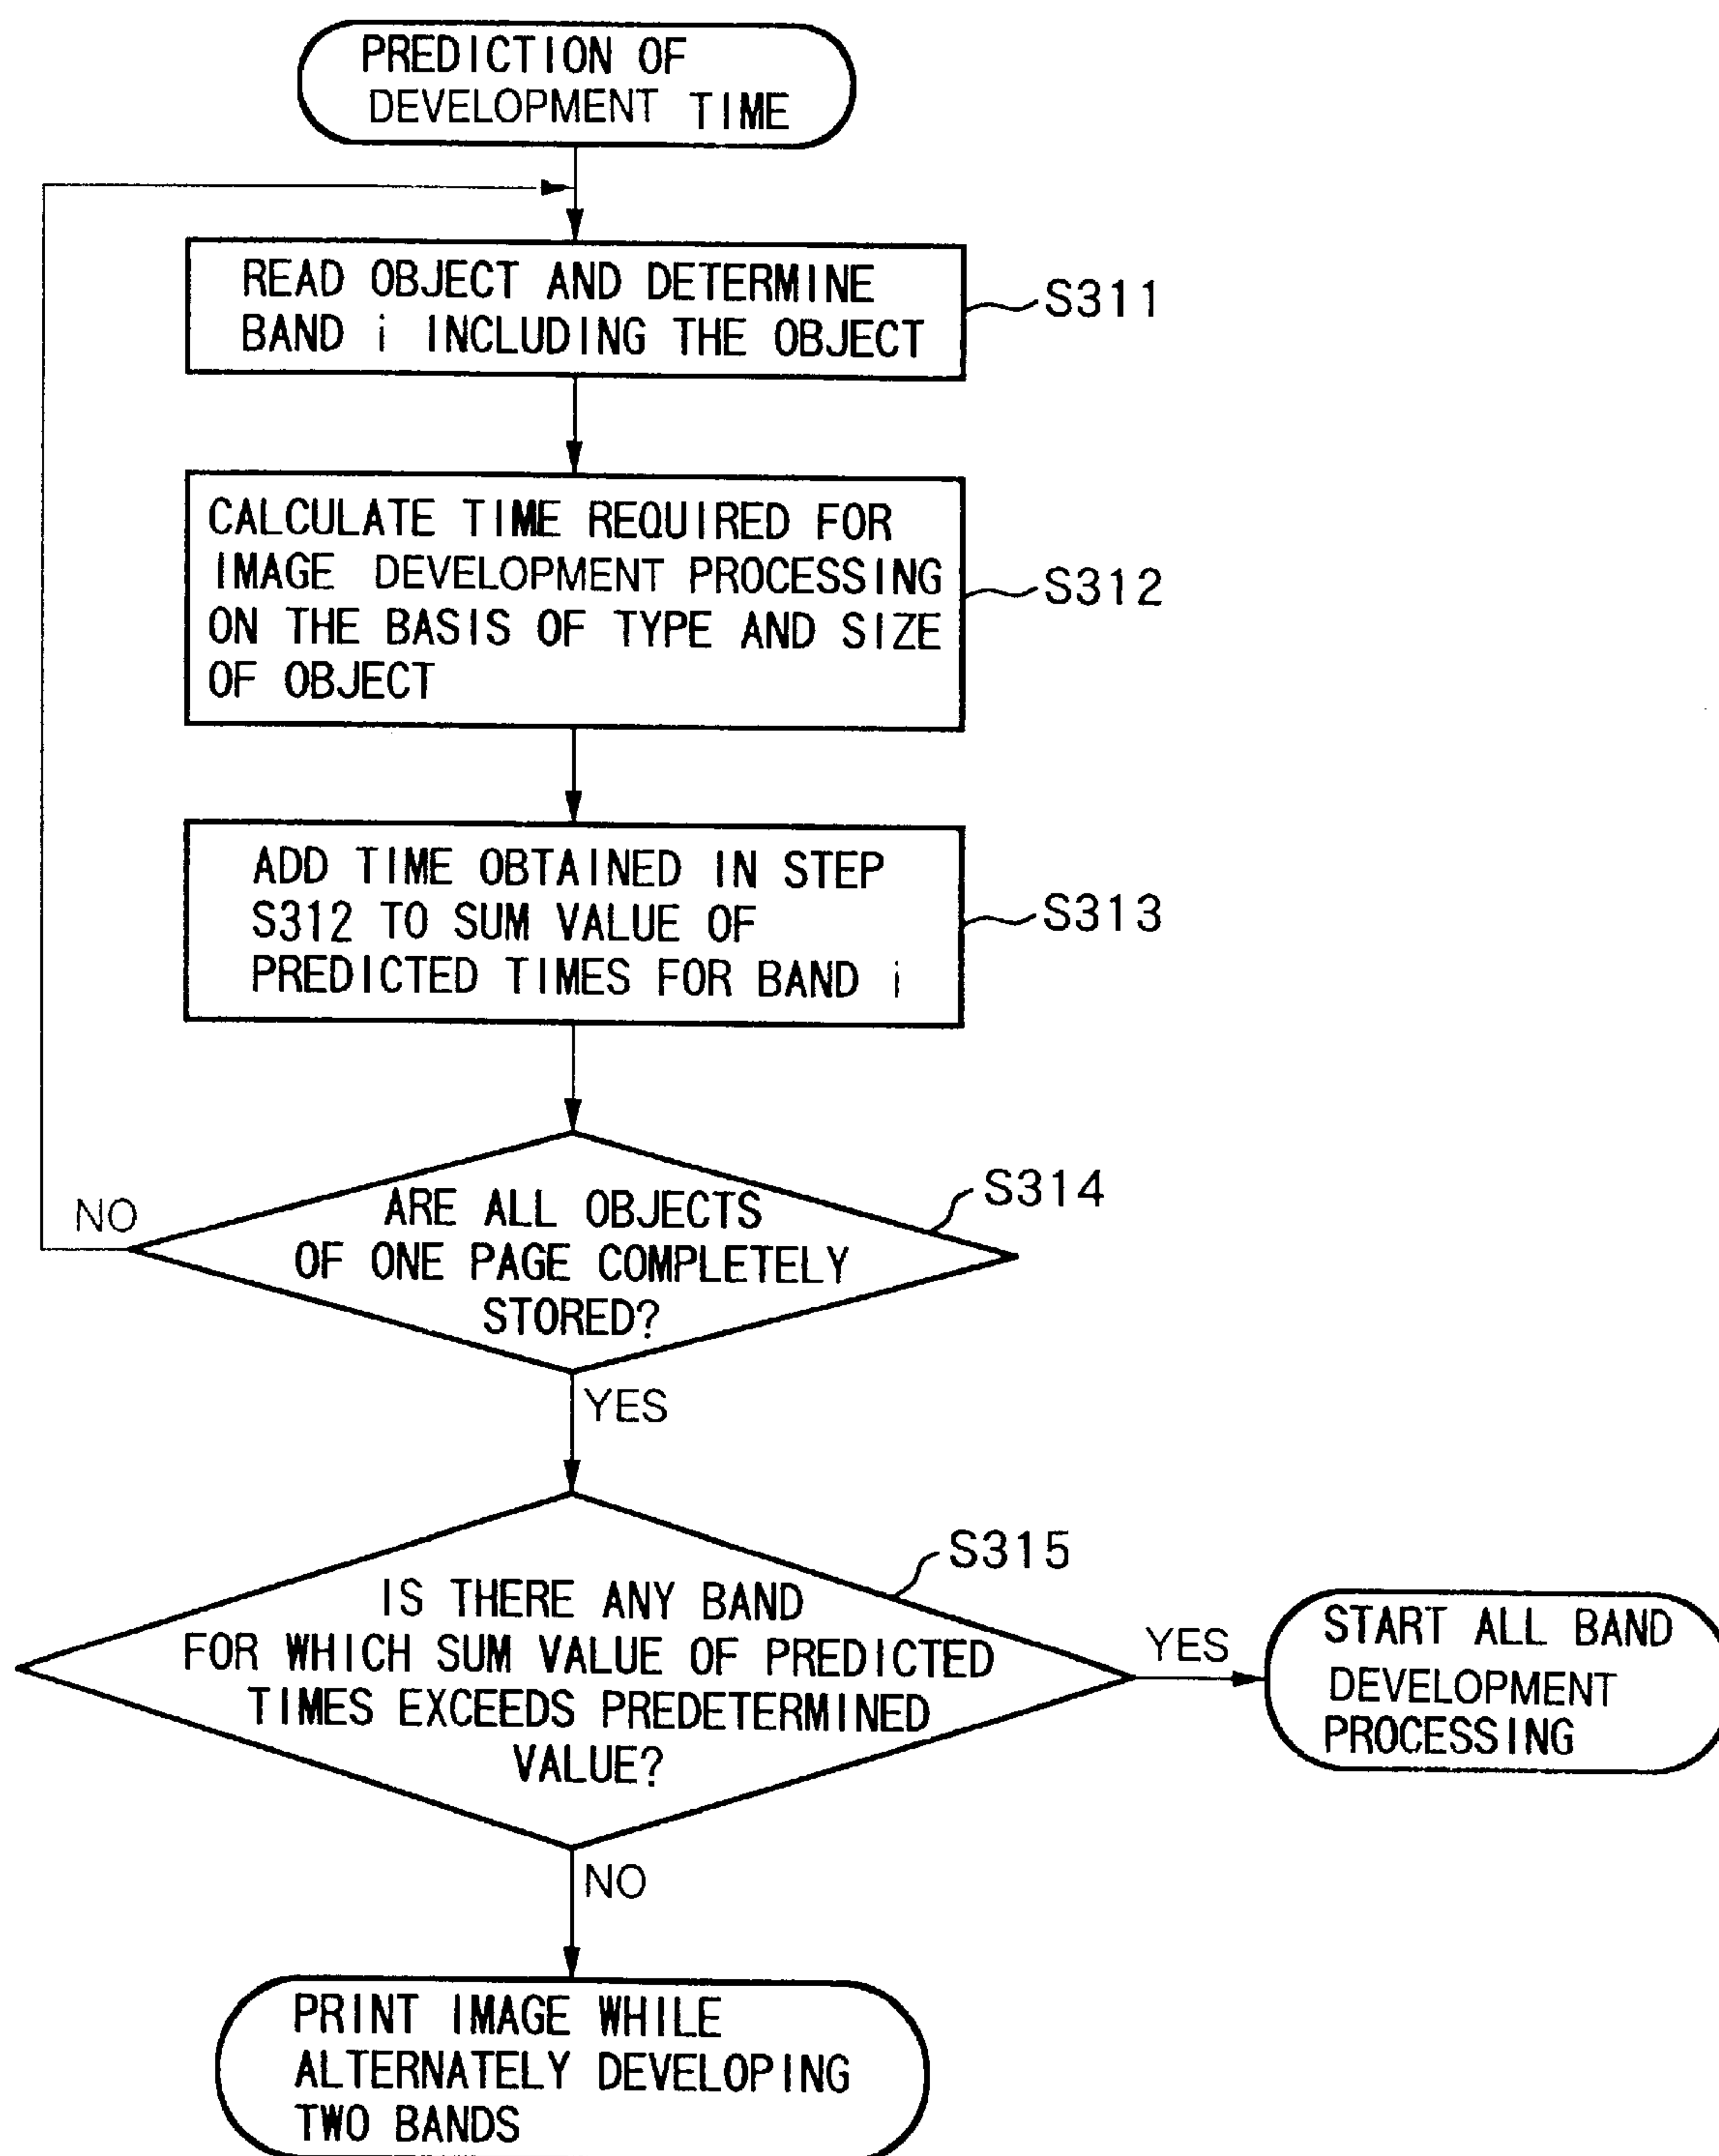 PREDICTION OF
DEVELOPMENT TIME
READ OBJECT AND DETERMINE
BAND i INCLUDING THE OBJECT
S311
CALCULATE TIME REQUIRED FOR
IMAGE DEVELOPMENT PROCESSING
ON THE BASIS OF TYPE AND SIZE
OF OBJECT
S312
ADD TIME OBTAINED IN STEP
S312 TO SUM VALUE OF
PREDICTED TIMES FOR BAND i
S313
S314
NO
ARE ALL OBJECTS
OF ONE PAGE COMPLETELY
STORED?
YES
S315
IS THERE ANY BAND
FOR WHICH SUM VALUE OF PREDICTED
TIMES EXCEEDS PREDETERMINED
VALUE?
YES
START ALL BAND
DEVELOPMENT
PROCESSING
NO
PRINT IMAGE WHILE
ALTERNATELY DEVELOPING
TWO BANDS